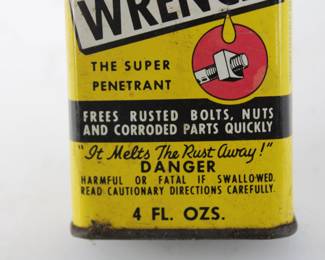 WRENCH
THE SUPER
PENETRANT
FREES RUSTED BOLTS, NUTS
AND CORRODED PARTS QUICKLY
"It Melts The Rust Away!"
DANGER
HARMFUL OR FATAL IF SWALLOWED.
READ CAUTIONARY DIRECTIONS CAREFULLY.
4 FL. OZS.